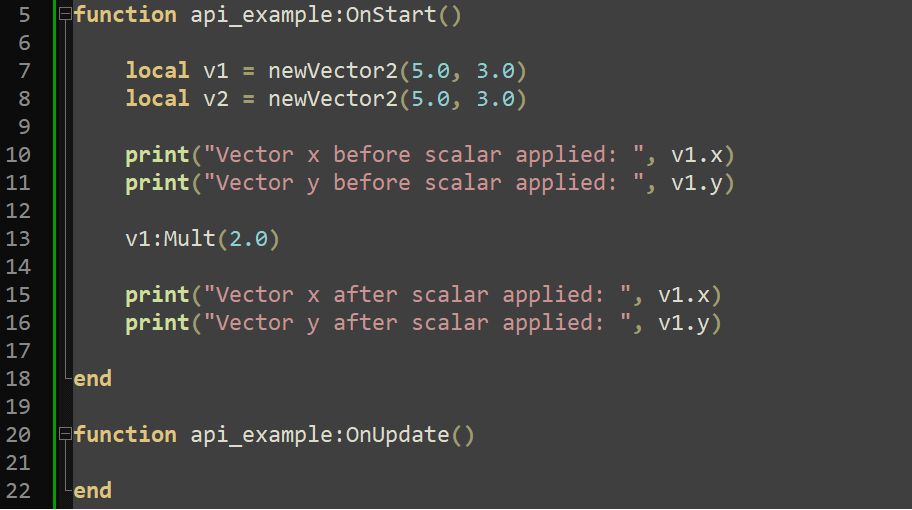 5 function api_example:OnStart()
6
7 local v1 = newVector2(5.0, 3.0)
8 local v2 = newVector2(5.0, 3.0)
9
10 print("Vector x before scalar applied: ", v1.x)
11 print("Vector y before scalar applied: ", v1.y)
12
13 v1:Mult(2.0)
14
15 print("Vector x after scalar applied: ", v1.x)
16 print("Vector y after scalar applied: ", v1.y)
17
18 end
19
20 function api_example:OnUpdate()
21
22 end